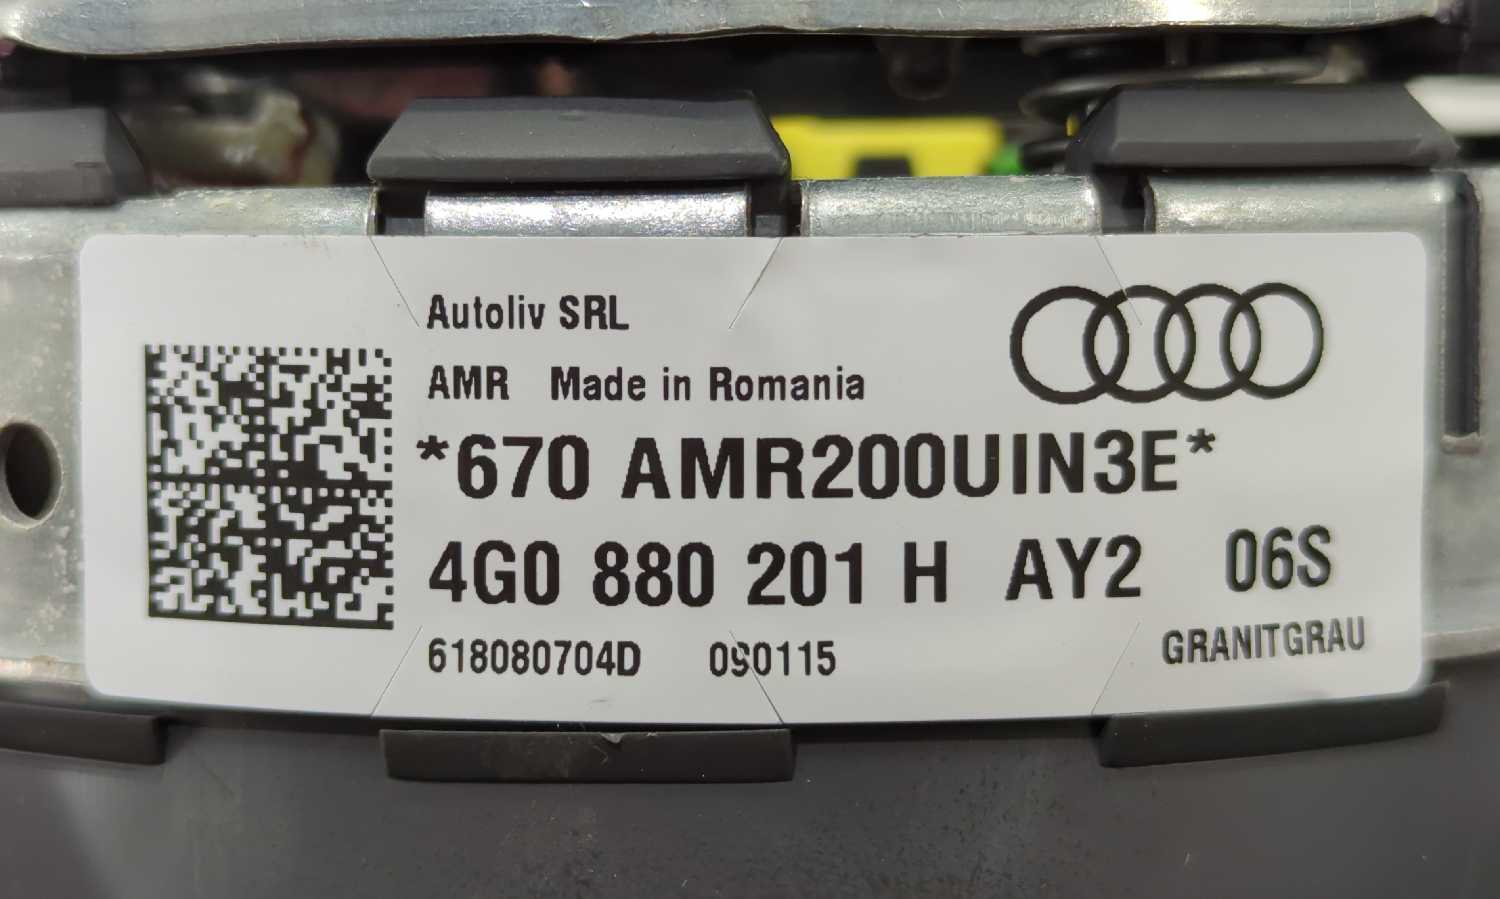 Autoliv SRL
AMR Made in Romania
*670 AMR200UIN3E*
4G0 880 201 H AY2 06S
618080704D 090115 GRANITGRAU